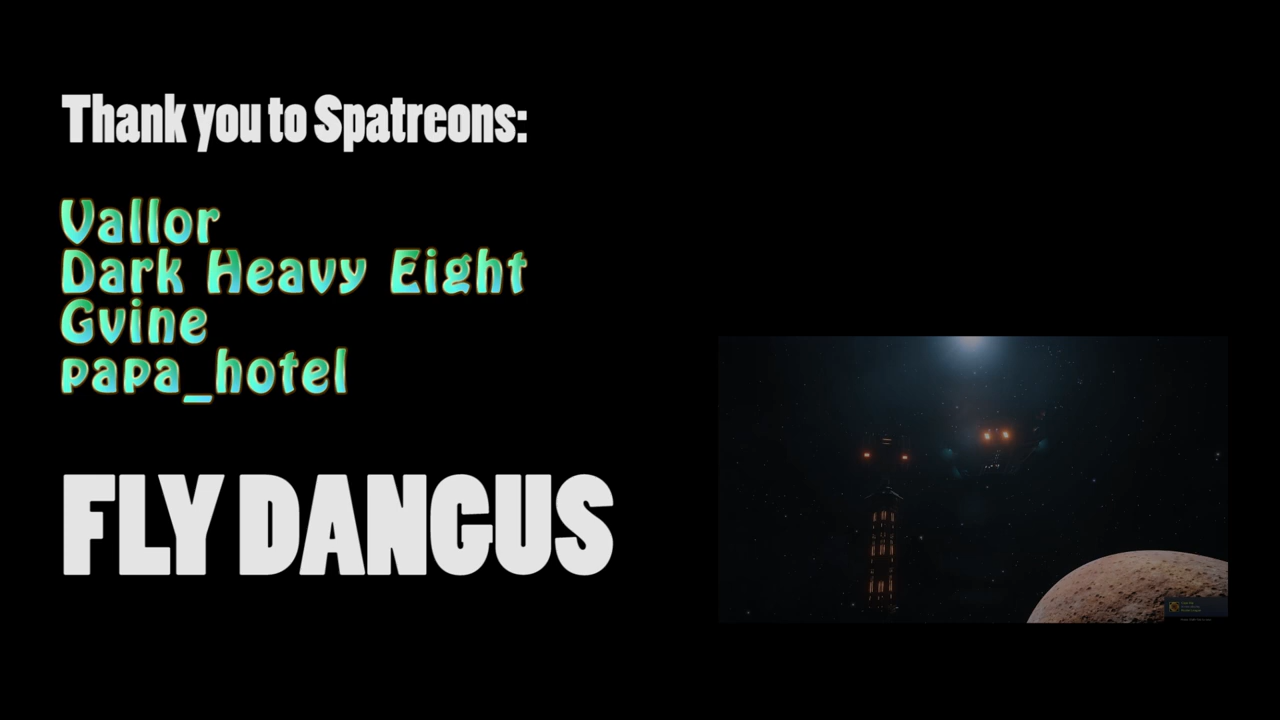 Thank you to Spatreons:
Vallor
Dark Heavy Eight
Gvine
papa_hotel
FLY DANGUS